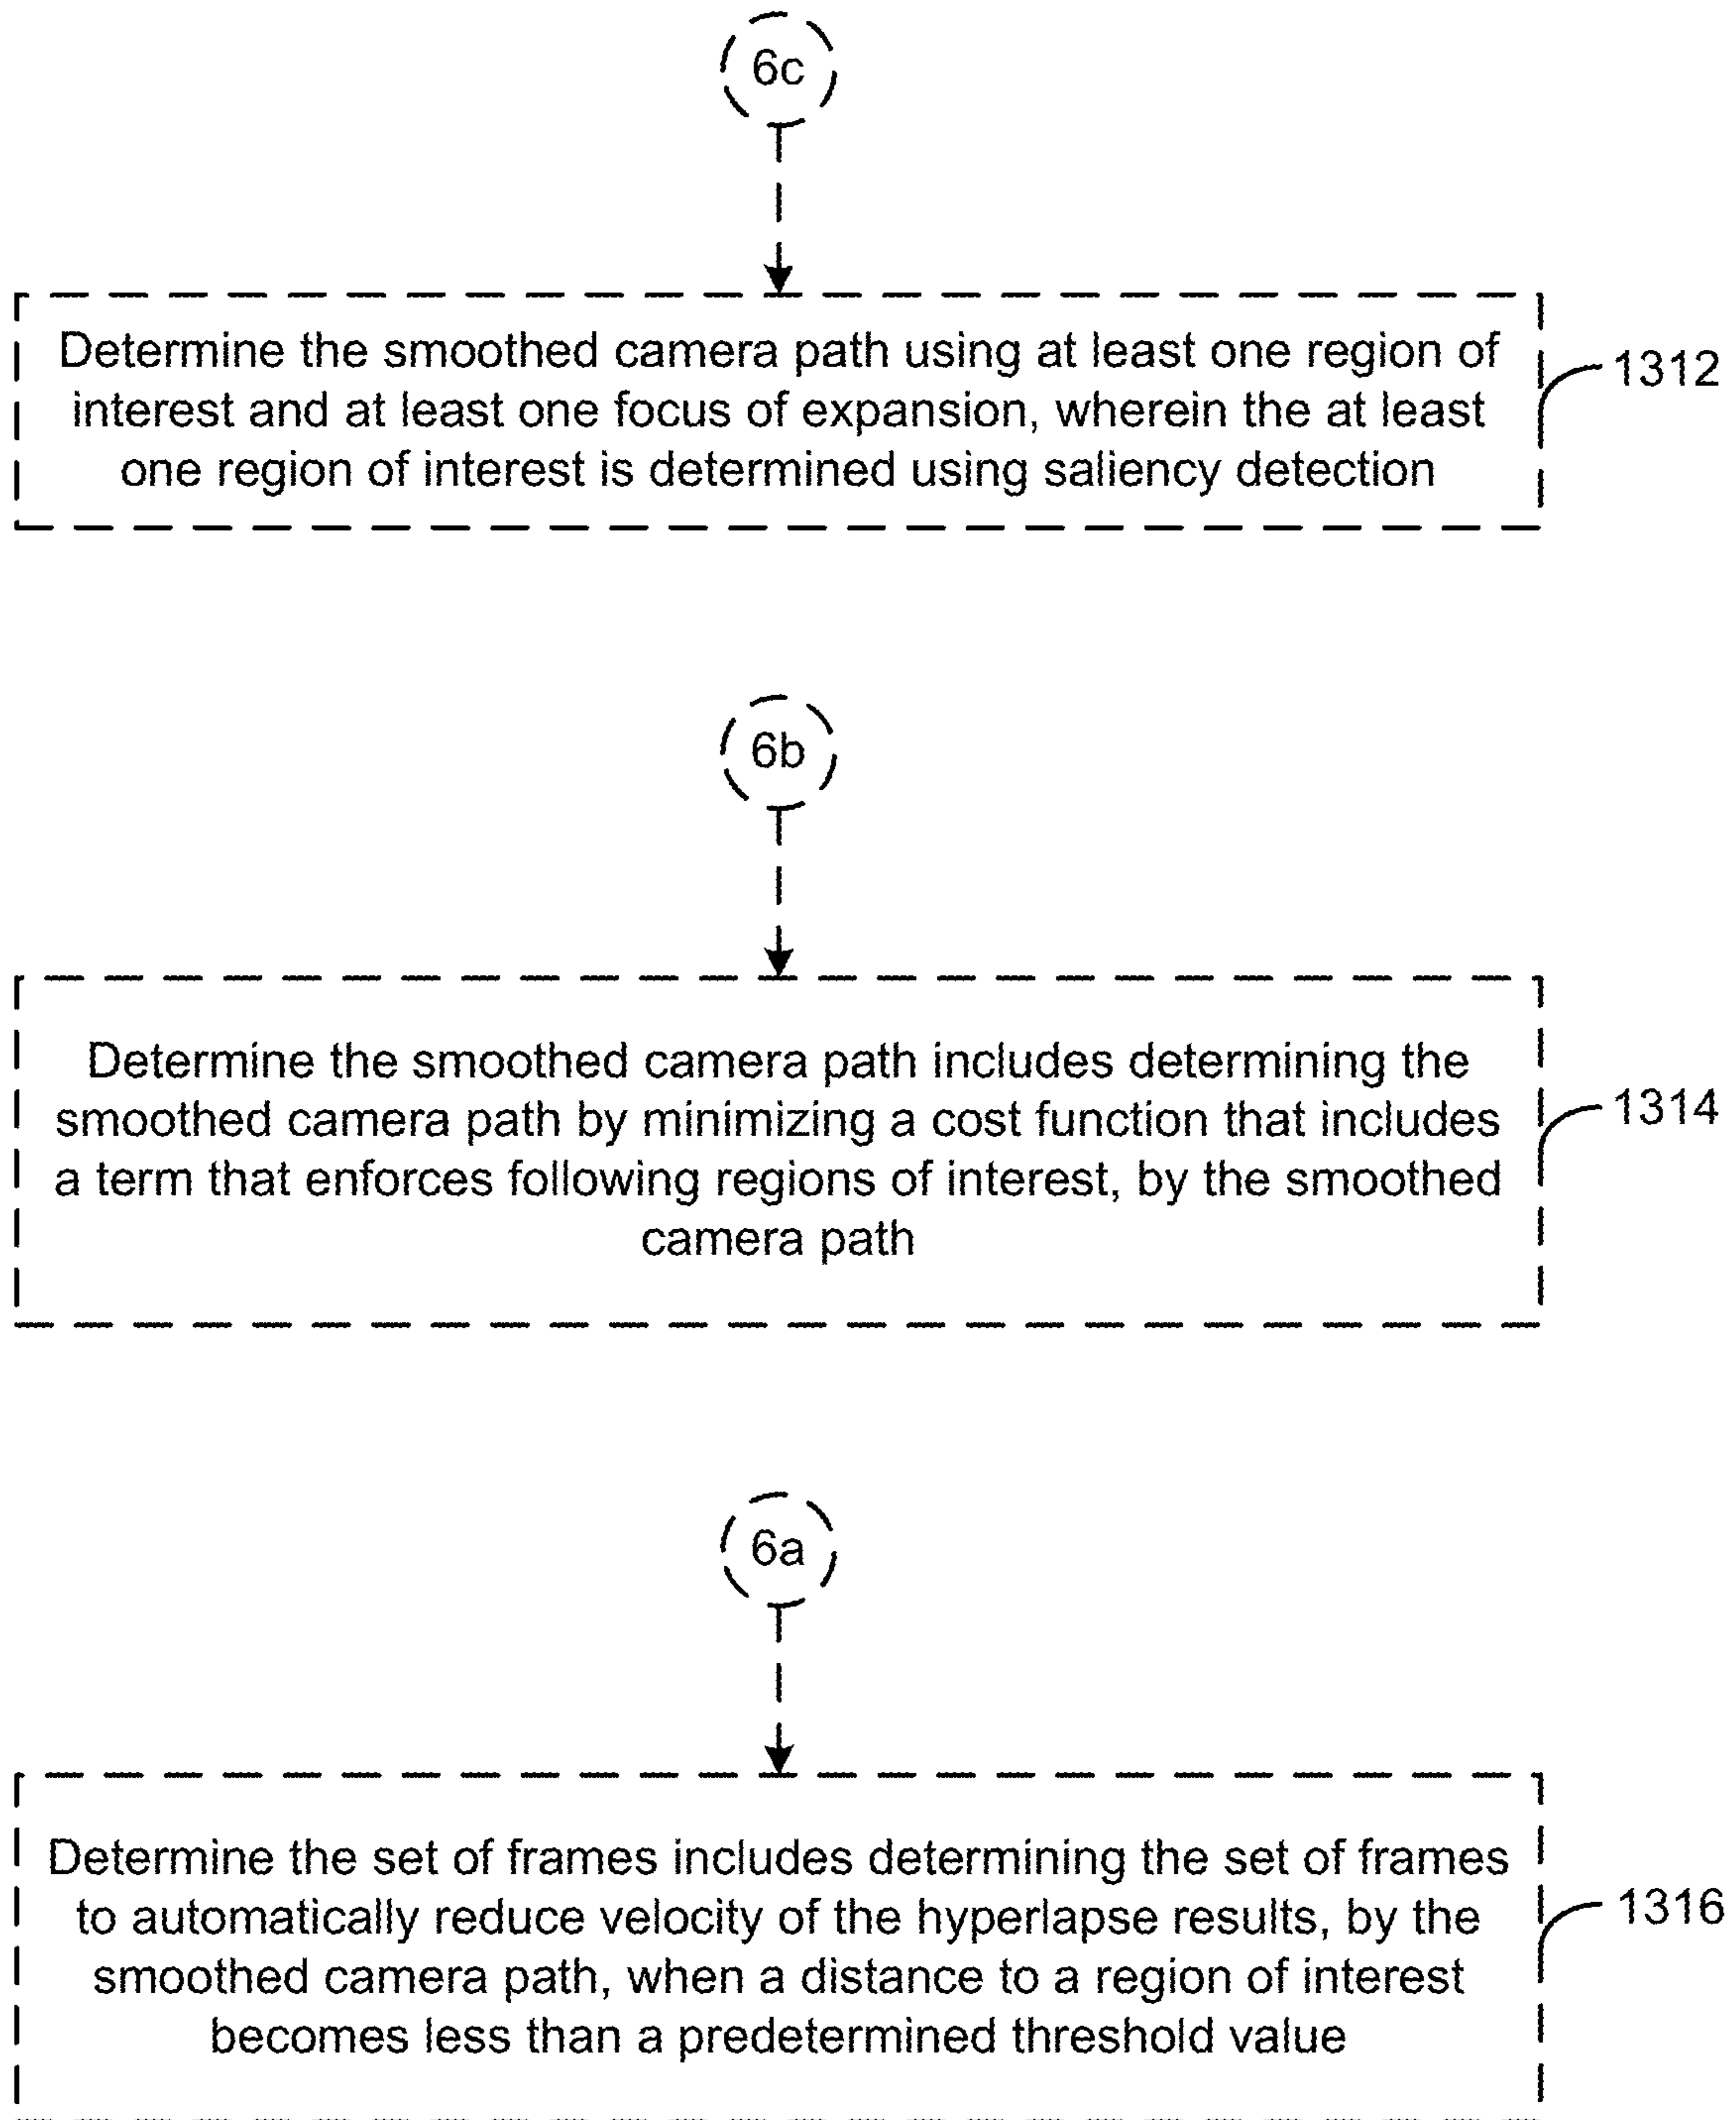 6c
Determine the smoothed camera path using at least one region of
interest and at least one focus of expansion, wherein the at least
one region of interest is determined using saliency detection
1312
6b
Determine the smoothed camera path includes determining the
smoothed camera path by minimizing a cost function that includes
a term that enforces following regions of interest, by the smoothed
camera path
1314
6a
Determine the set of frames includes determining the set of frames
to automatically reduce velocity of the hyperlapse results, by the
smoothed camera path, when a distance to a region of interest
becomes less than a predetermined threshold value
1316